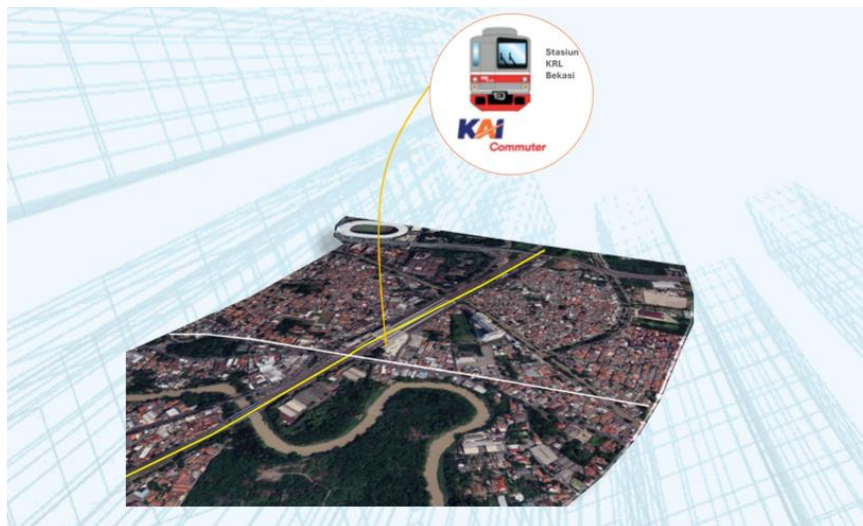 Stasiun
KRL
Bekasi
KAI
Commuter